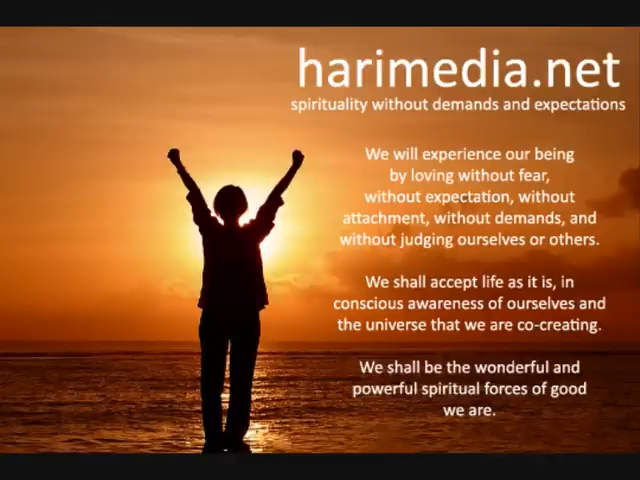 harimedia.net
spirituality without demands and expectations
We will experience our being
by loving without fear,
without expectation, without
attachment, without demands, and
without judging ourselves or others.
We shall accept life as it is, in
conscious awareness of ourselves and
the universe that we are co-creating.
We shall be the wonderful and
powerful spiritual forces of good
we are.